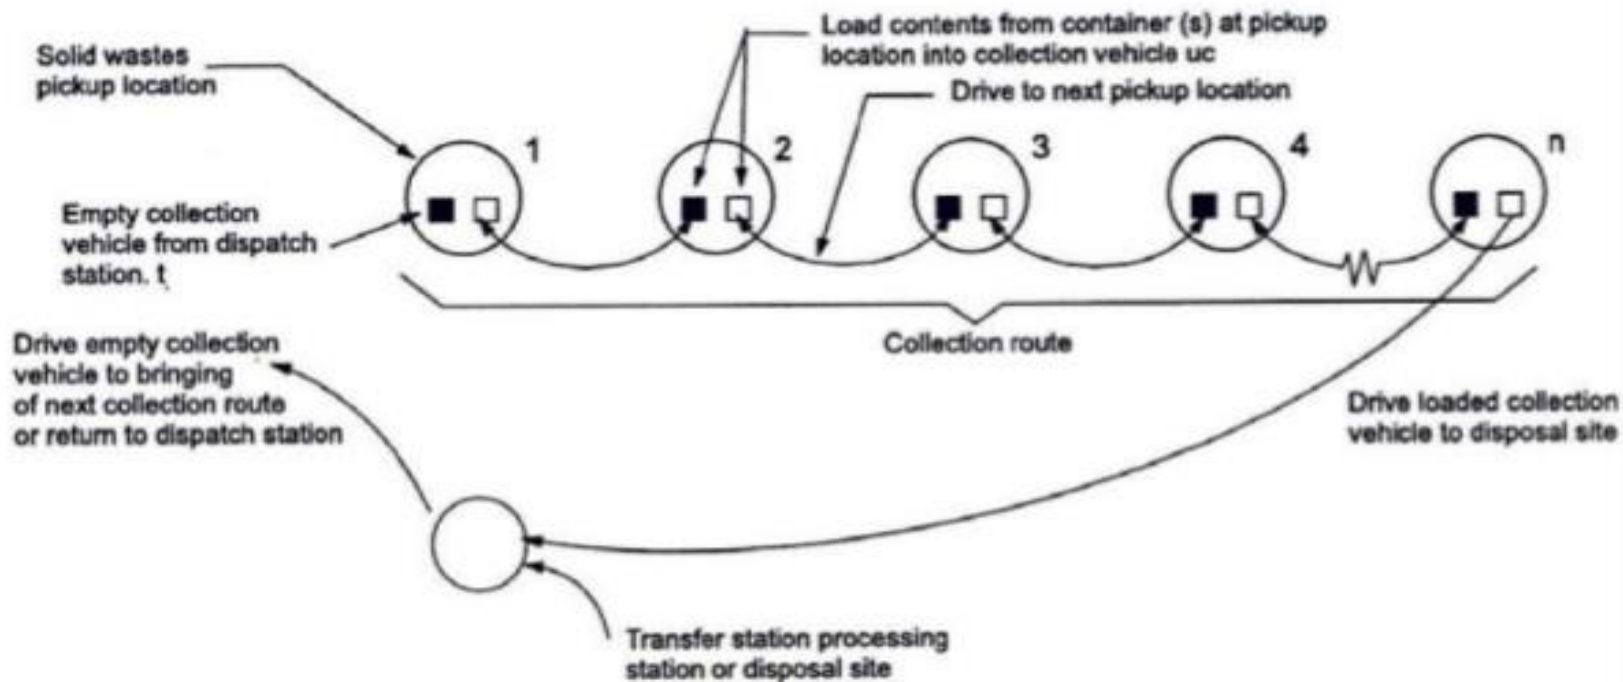 Solid wastes
pickup location
Load contents from container (s) at pickup
location into collection vehicle uc
Drive to next pickup location
1
2
3
4
n
Empty collection
vehicle from dispatch
station. t
Collection route
Drive empty collection
vehicle to bringing
of next collection route
or return to dispatch station
Drive loaded collection
vehicle to disposal site
Transfer station processing
station or disposal site